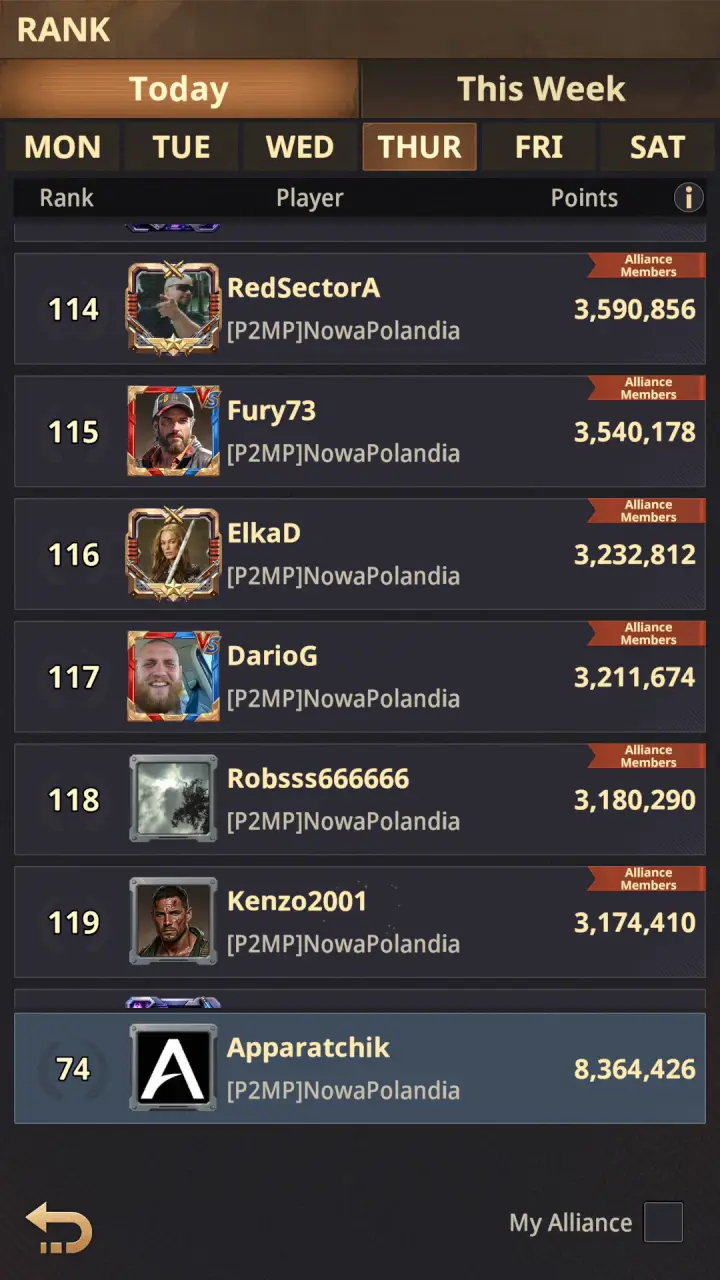 RANK
Today
This Week
MON
TUE
WED
THUR
FRI
SAT
Rank
Player
Points
114
RedSectorA
[P2MP]NowaPolandia
Alliance
Members
3,590,856
115
VS
Fury73
[P2MP]NowaPolandia
Alliance
Members
3,540,178
116
ElkaD
[P2MP]NowaPolandia
Alliance
Members
3,232,812
117
VS
DarioG
[P2MP]NowaPolandia
Alliance
Members
3,211,674
118
Robsss666666
[P2MP]NowaPolandia
Alliance
Members
3,180,290
119
Kenzo2001
[P2MP]NowaPolandia
Alliance
Members
3,174,410
74
Apparatchik
[P2MP]NowaPolandia
8,364,426
My Alliance